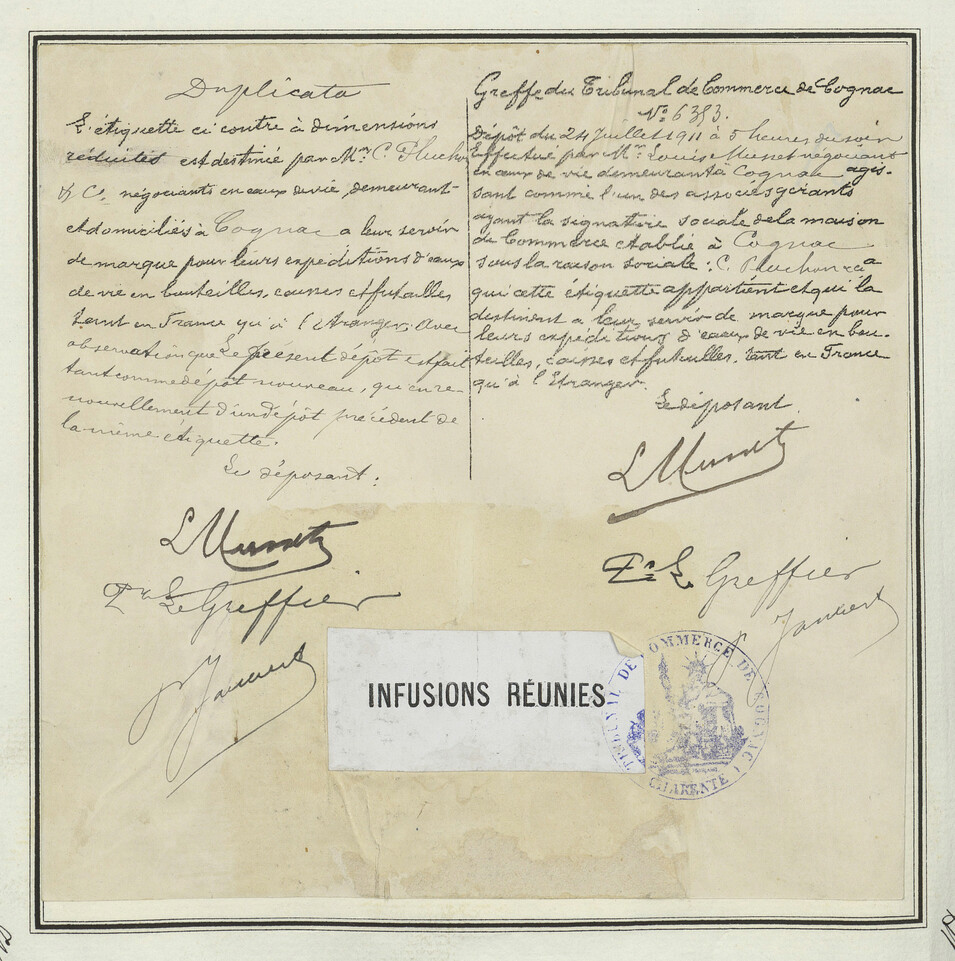 Duplicata
L'étiquette ci contre à dimensions
réduites est destinée par Mrs C. Pluchon
& Cie négociants en eaux de vie, demeurant
et domiciliés à Cognac a leur servir
de marque pour leurs expéditions d'eaux
de vie en bouteilles, caisses et futailles
tant en France qu'à l'étranger. Avec
observation que le présent dépôt est fait
tant comme dépôt nouveau, qu'en re-
nouvellement d'un dépôt précédent de
la même étiquette.
Le déposant:
L Musset
Pr Le Greffier
Greffe du Tribunal de Commerce de Cognac
No 6383.
Dépôt du 24 Juillet 1911 à 5 heures du soir
Effectué par Mr Louis Musset négociant
en eaux de vie demeurant à Cognac agis-
sant comme l'un des associés gérants
ayant la signature sociale de la maison
de Commerce établie à Cognac
sous la raison sociale: C. Pluchon & Cie
qui cette étiquette appartient et qui la
destinent a leur servir de marque pour
leurs expéditions d'eaux de vie en bou-
teilles, caisses et futailles. tant en France
qu'à l'Etranger.
Le déposant
L Musset
Pr Le Greffier
INFUSIONS RÉUNIES
TRIBUNAL DE COMMERCE DE COGNAC
CHARENTE